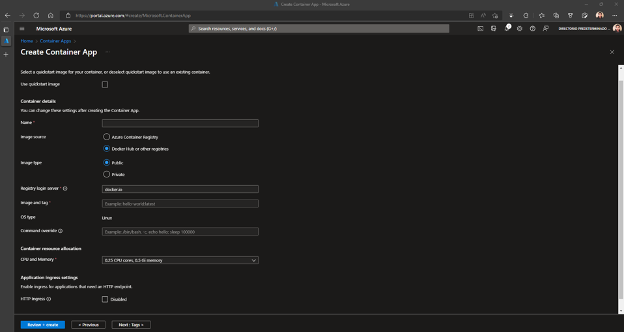 Create Container App - Microsoft Azure
https://portal.azure.com/#create/Microsoft.ContainerApp
Microsoft Azure
Search resources, services, and docs (G+/)
DIRECTORIO PREDETERMINADO ...
Home > Container Apps >
Create Container App ...
Select a quickstart image for your container, or deselect quickstart image to use an existing container.
Use quickstart image
Container details
You can change these settings after creating the Container App.
Name *
Image source
Azure Container Registry
Docker Hub or other registries
Image type
Public
Private
Registry login server *
docker.io
Image and tag *
Example: hello-world:latest
OS type
Linux
Command override
Example: /bin/bash, -c, echo hello; sleep 100000
Container resource allocation
CPU and Memory *
0.25 CPU cores, 0.5 Gi memory
Application ingress settings
Enable ingress for applications that need an HTTP endpoint.
HTTP Ingress
Disabled
Review + create
< Previous
Next : Tags >